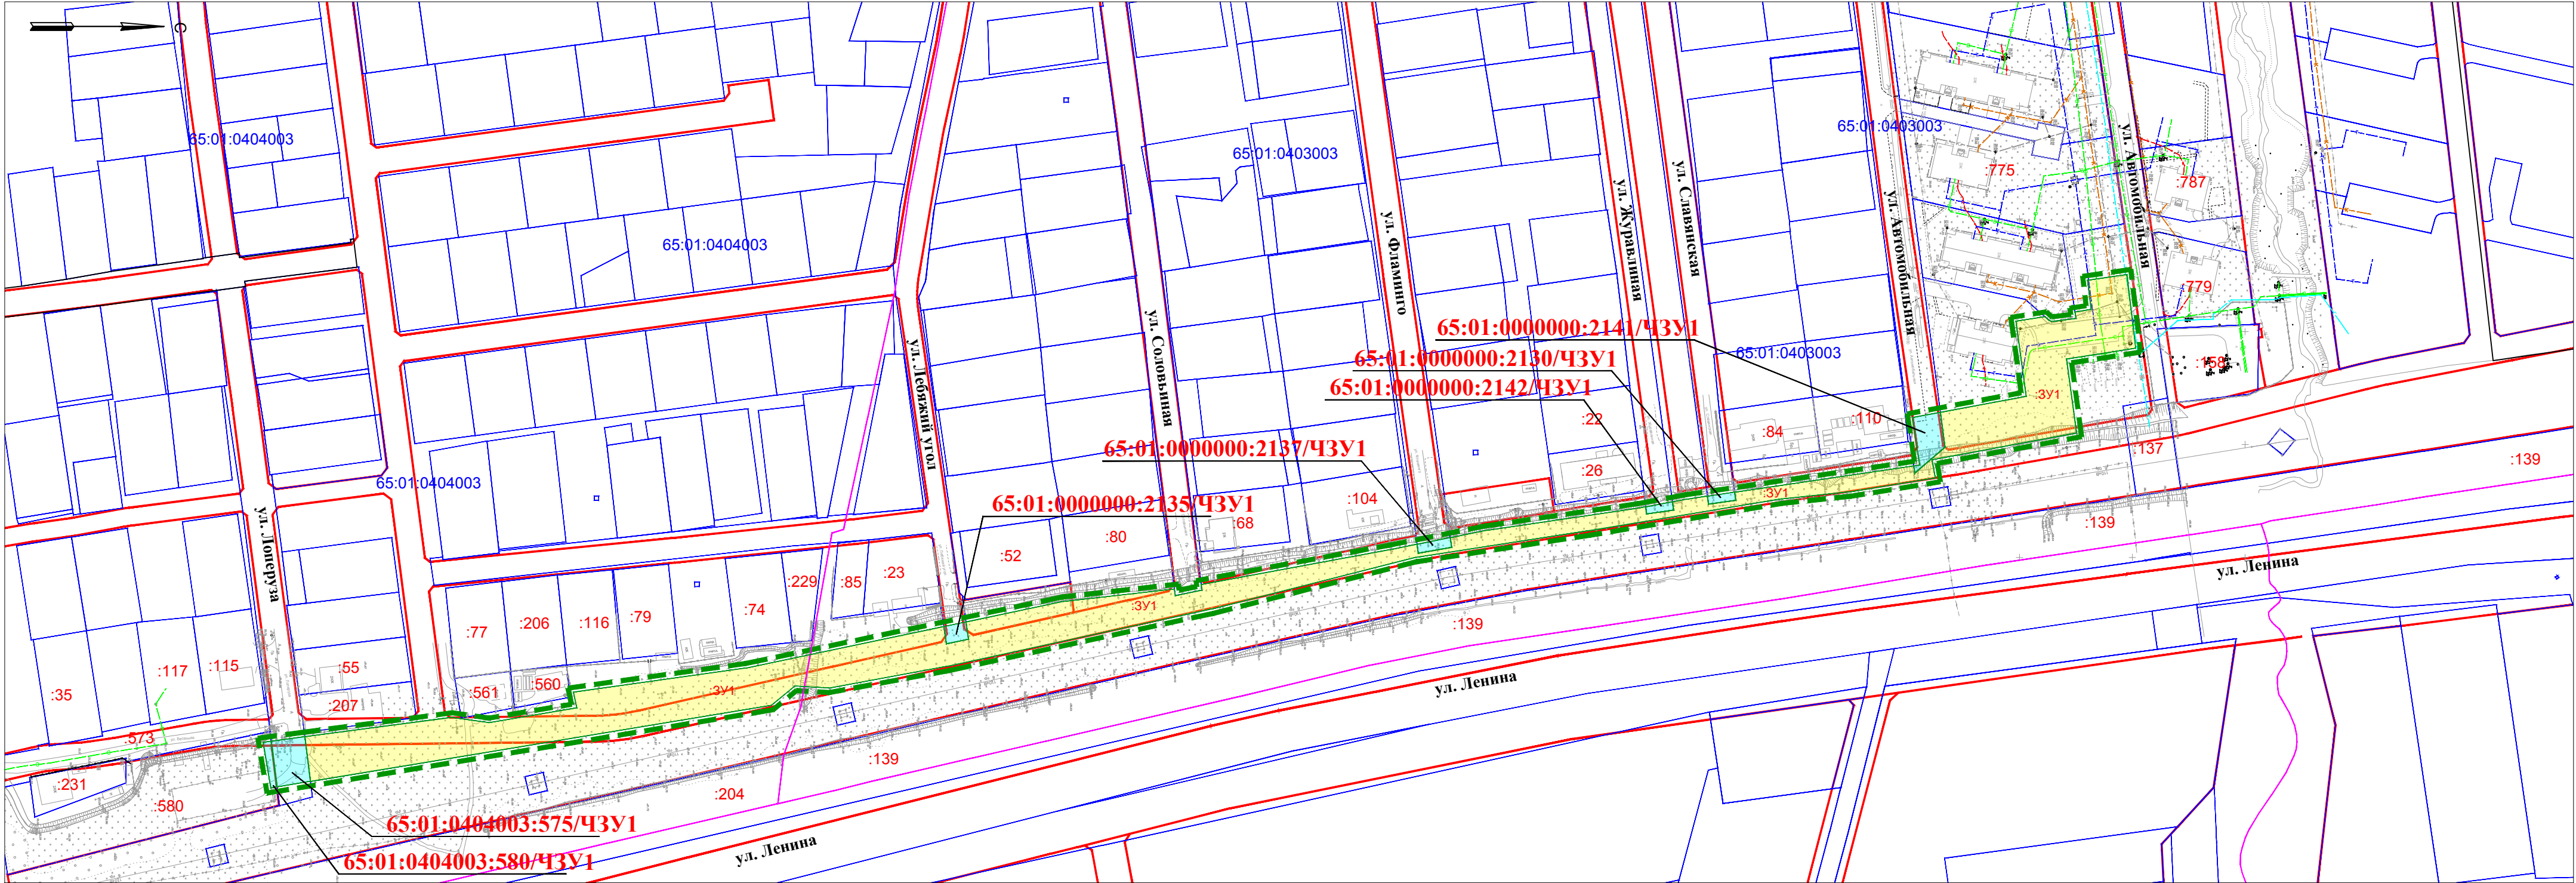 С
65:01:0404003
65:01:0404003
65:01:0403003
65:01:0403003
:775
:787
ул. Автомобильная
ул. Автомобильная
ул. Славянская
ул. Журавлиная
ул. Фламинго
ул. Соловьиная
ул. Лебяжий угол
ул. Лоперуза
:779
:158
65:01:0000000:2141/ЧЗУ1
65:01:0000000:2130/ЧЗУ1
65:01:0000000:2142/ЧЗУ1
65:01:0403003
:ЗУ1
:22
:110
:84
:26
:137
:139
65:01:0000000:2137/ЧЗУ1
65:01:0404003
65:01:0000000:2135/ЧЗУ1
:104
:68
:80
:52
:ЗУ1
:139
ул. Ленина
:229
:85
:23
:74
:79
:116
:206
:77
:ЗУ1
:139
:117
:115
:55
:35
:561
:560
:ЗУ1
:207
ул. Ленина
:573
:231
:580
:139
:204
65:01:0404003:575/ЧЗУ1
65:01:0404003:580/ЧЗУ1
ул. Ленина